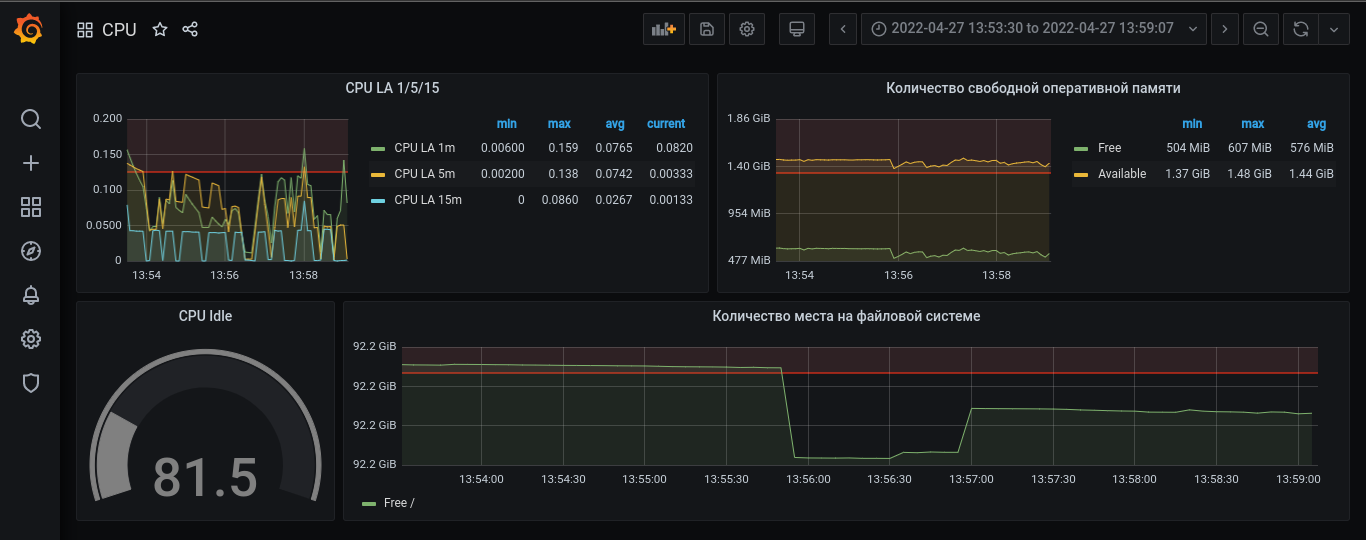 CPU
2022-04-27 13:53:30 to 2022-04-27 13:59:07
CPU LA 1/5/15
0.200
0.150
0.100
0.0500
0
13:54 13:56 13:58
min max avg current
CPU LA 1m 0.00600 0.159 0.0765 0.0820
CPU LA 5m 0.00200 0.138 0.0742 0.00333
CPU LA 15m 0 0.0860 0.0267 0.00133
Количество свободной оперативной памяти
1.86 GiB
1.40 GiB
954 MiB
477 MiB
13:54 13:56 13:58
min max avg
Free 504 MiB 607 MiB 576 MiB
Available 1.37 GiB 1.48 GiB 1.44 GiB
CPU Idle
81.5
Количество места на файловой системе
92.2 GiB
92.2 GiB
92.2 GiB
92.2 GiB
13:54:00 13:54:30 13:55:00 13:55:30 13:56:00 13:56:30 13:57:00 13:57:30 13:58:00 13:58:30 13:59:00
Free /